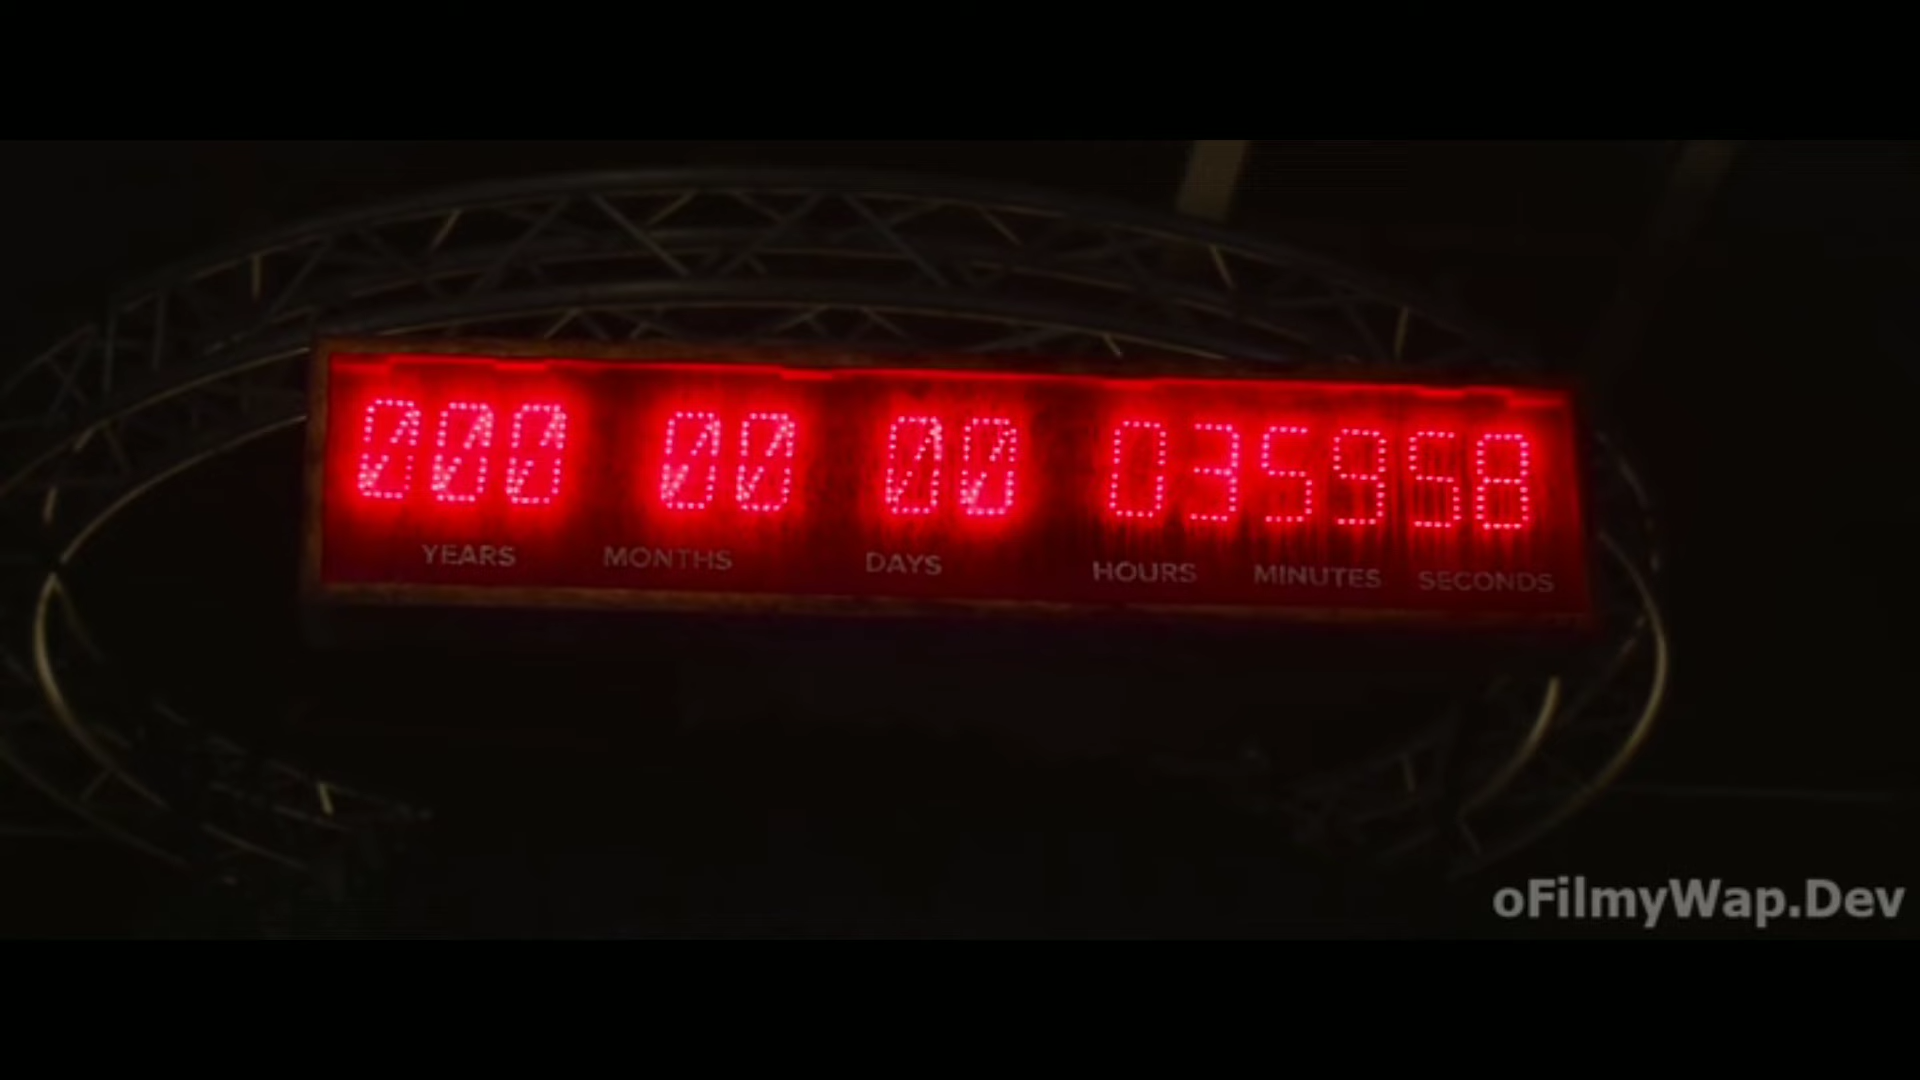 000 00 00 035958
YEARS MONTHS DAYS HOURS MINUTES SECONDS
oFilmyWap.Dev